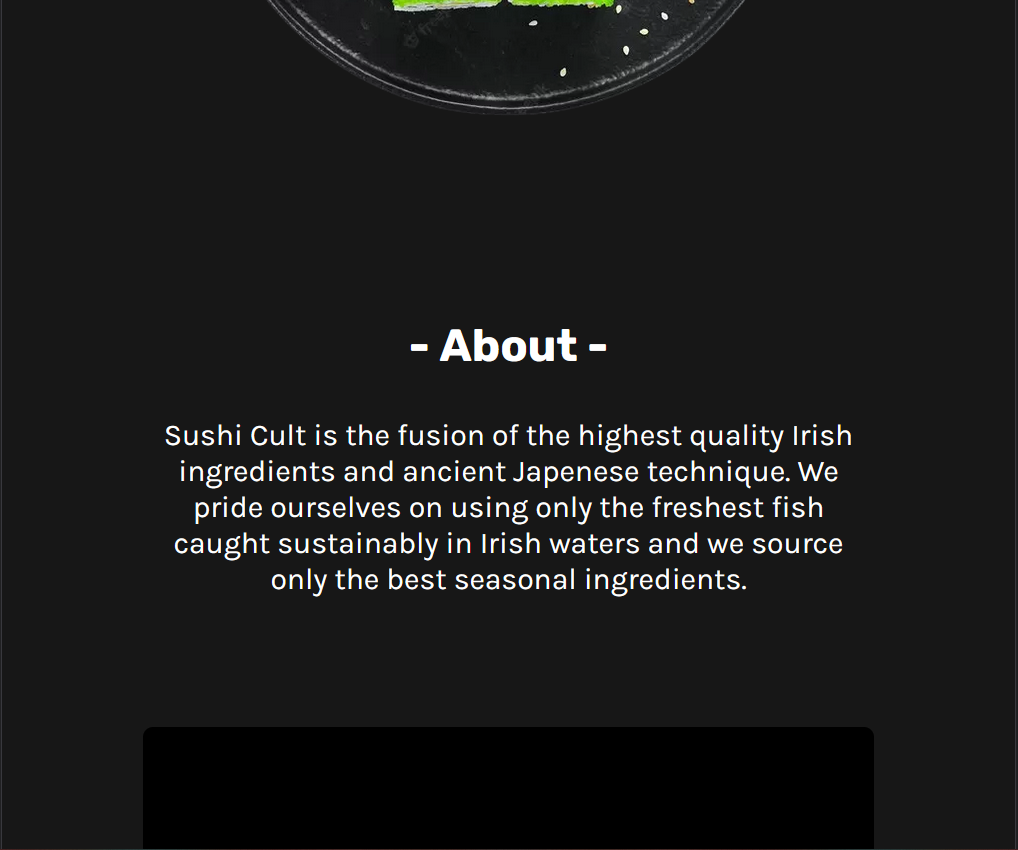 - About -
Sushi Cult is the fusion of the highest quality Irish
ingredients and ancient Japenese technique. We
pride ourselves on using only the freshest fish
caught sustainably in Irish waters and we source
only the best seasonal ingredients.